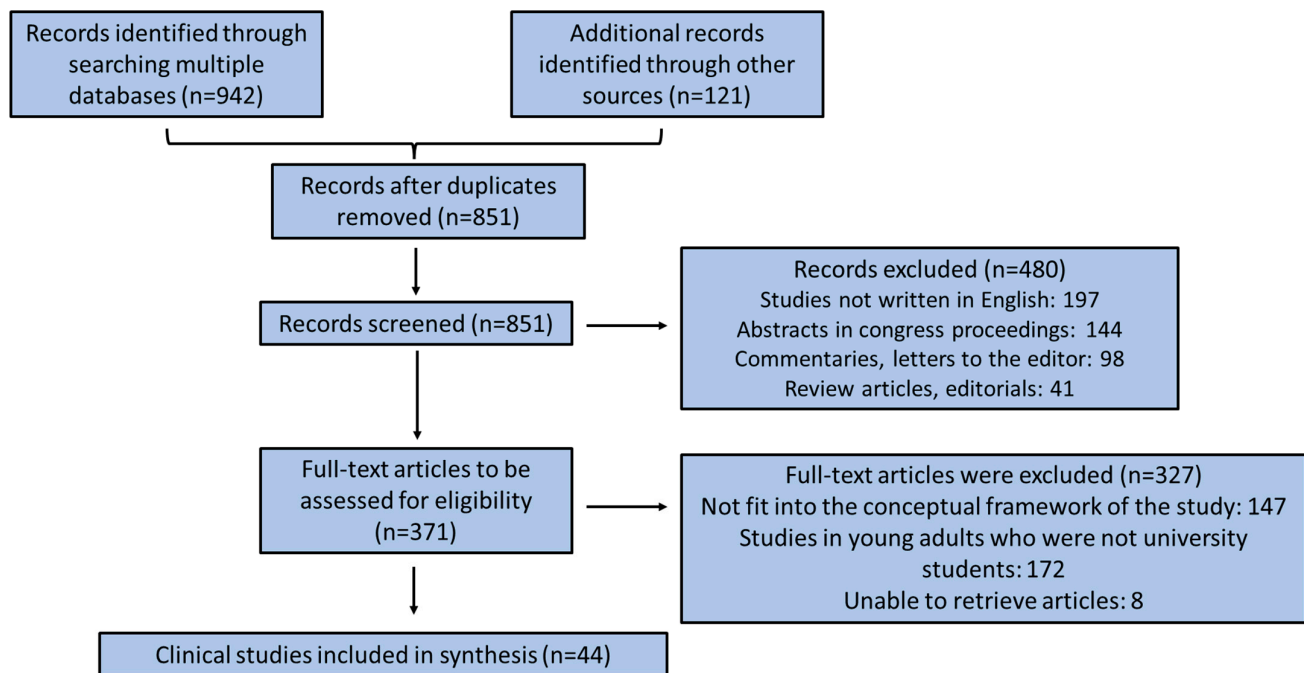 Records identified through
searching multiple
databases (n=942)
Additional records
identified through other
sources (n=121)
Records after duplicates
removed (n=851)
Records screened (n=851)
Records excluded (n=480)
Studies not written in English: 197
Abstracts in congress proceedings: 144
Commentaries, letters to the editor: 98
Review articles, editorials: 41
Full-text articles to be
assessed for eligibility
(n=371)
Full-text articles were excluded (n=327)
Not fit into the conceptual framework of the study: 147
Studies in young adults who were not university
students: 172
Unable to retrieve articles: 8
Clinical studies included in synthesis (n=44)